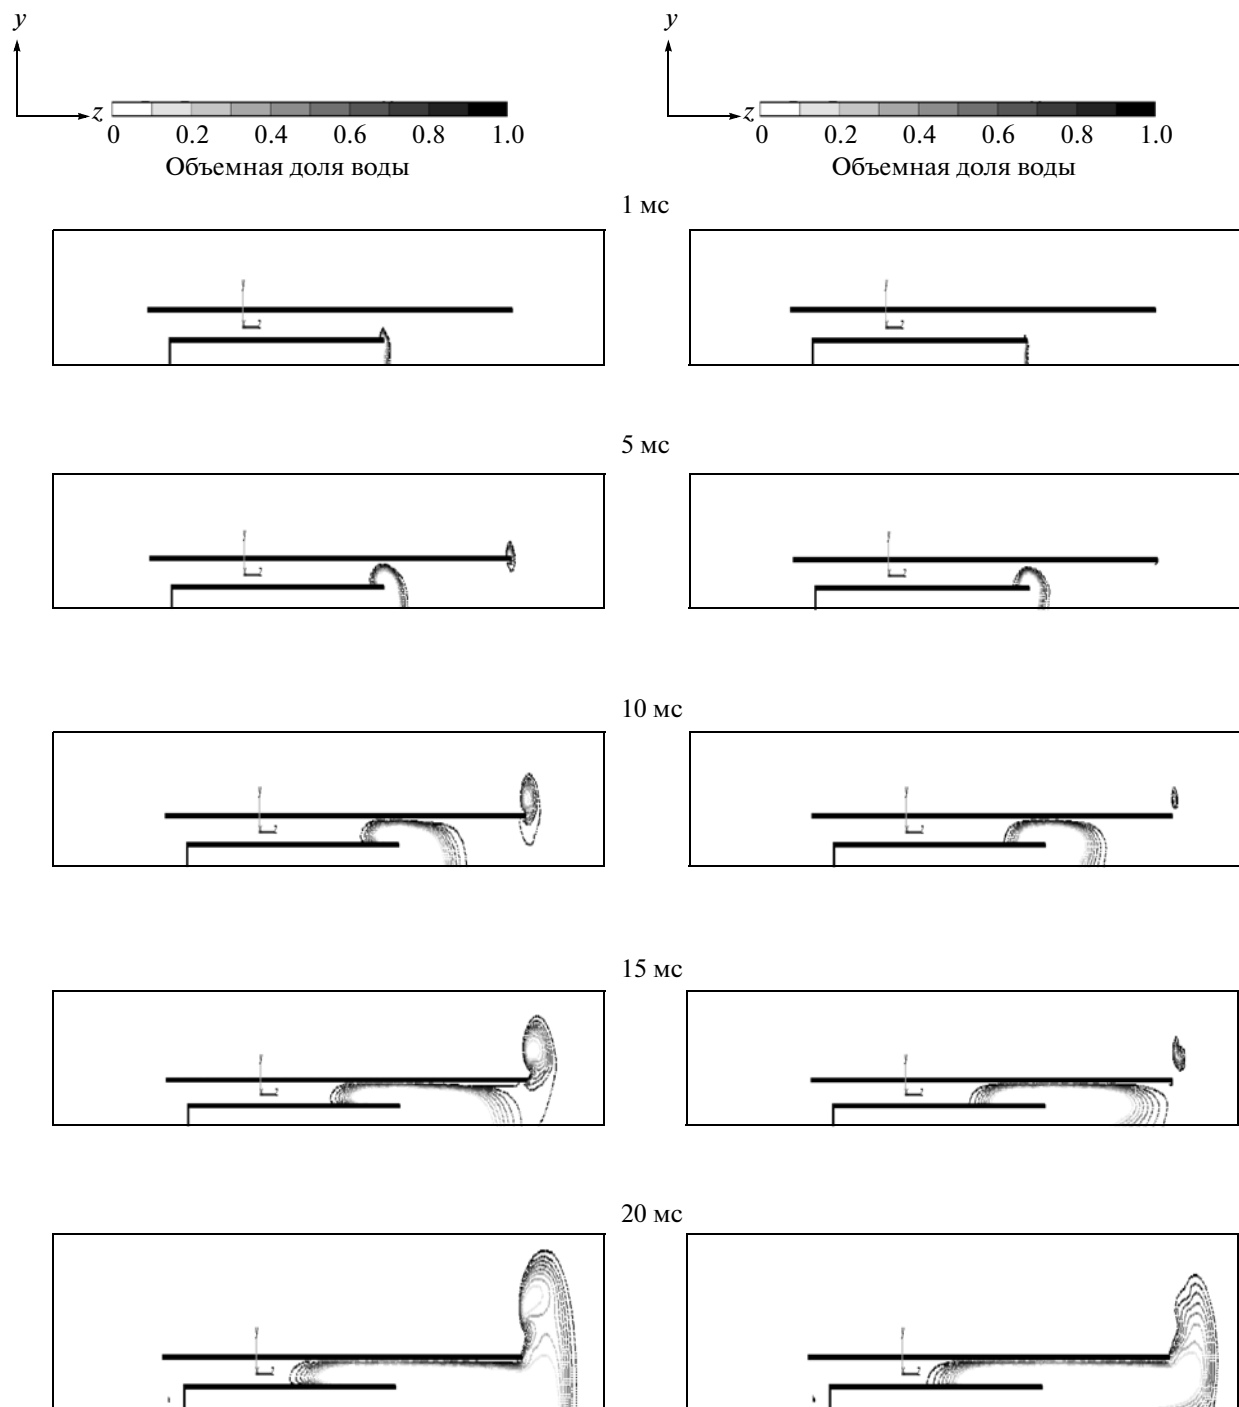 y y
z z
0 0.2 0.4 0.6 0.8 1.0 0 0.2 0.4 0.6 0.8 1.0
Объемная доля воды Объемная доля воды
1 мс
y y
z z
5 мс
y y
z z
10 мс
y y
z z
15 мс
y y
z z
20 мс
y y
z z